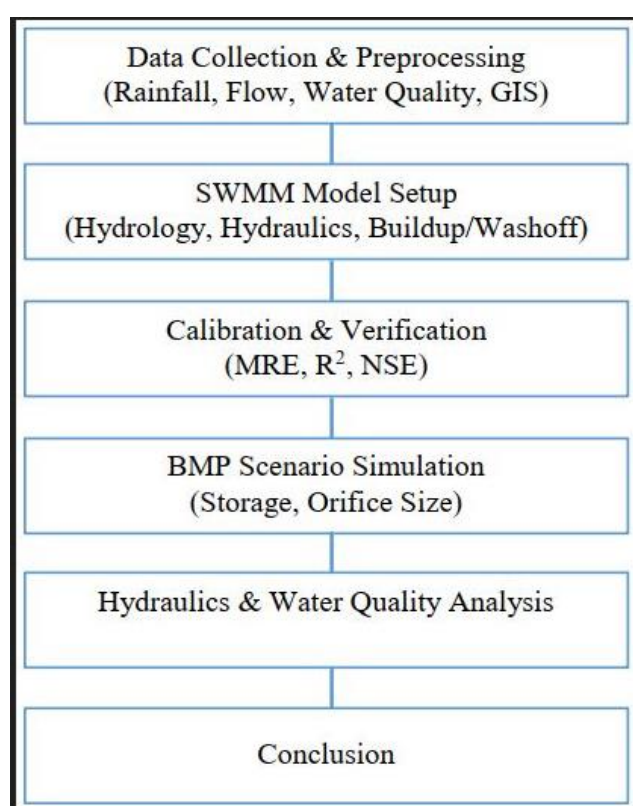 Data Collection & Preprocessing
(Rainfall, Flow, Water Quality, GIS)
SWMM Model Setup
(Hydrology, Hydraulics, Buildup/Washoff)
Calibration & Verification
(MRE, R², NSE)
BMP Scenario Simulation
(Storage, Orifice Size)
Hydraulics & Water Quality Analysis
Conclusion